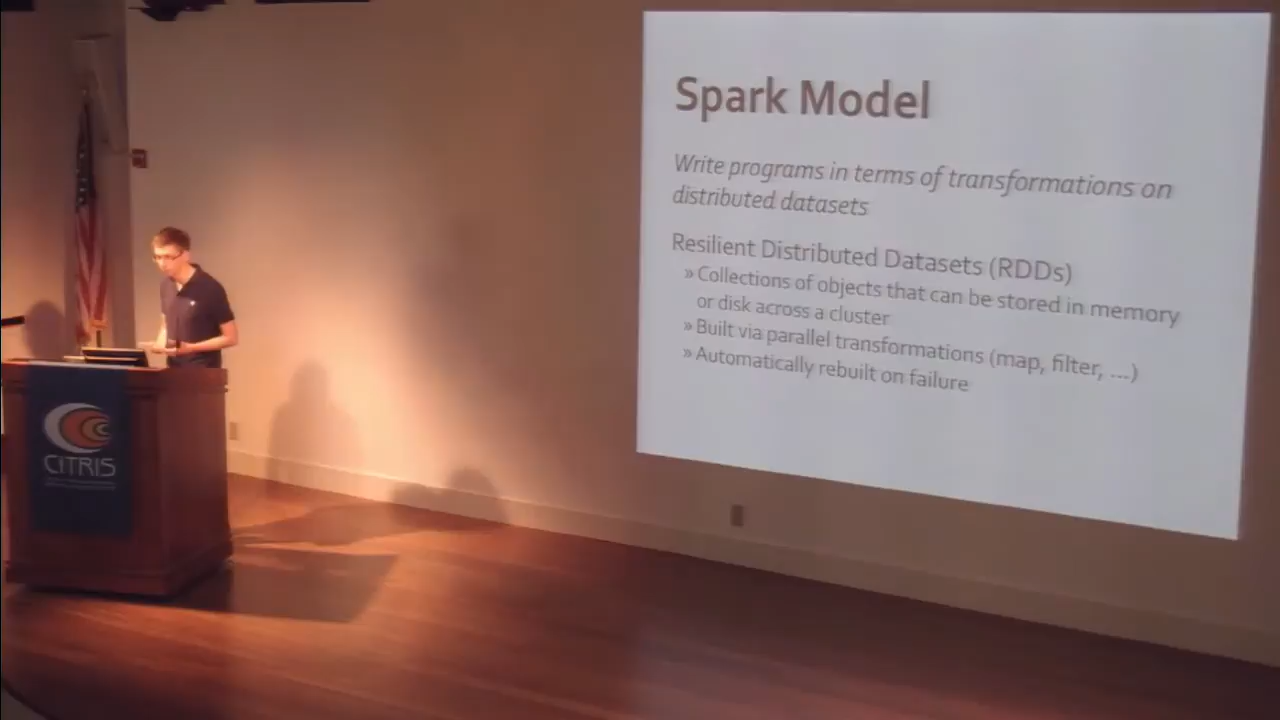 Spark Model
Write programs in terms of transformations on
distributed datasets
Resilient Distributed Datasets (RDDs)
» Collections of objects that can be stored in memory
or disk across a cluster
» Built via parallel transformations (map, filter, ...)
» Automatically rebuilt on failure
CITRIS